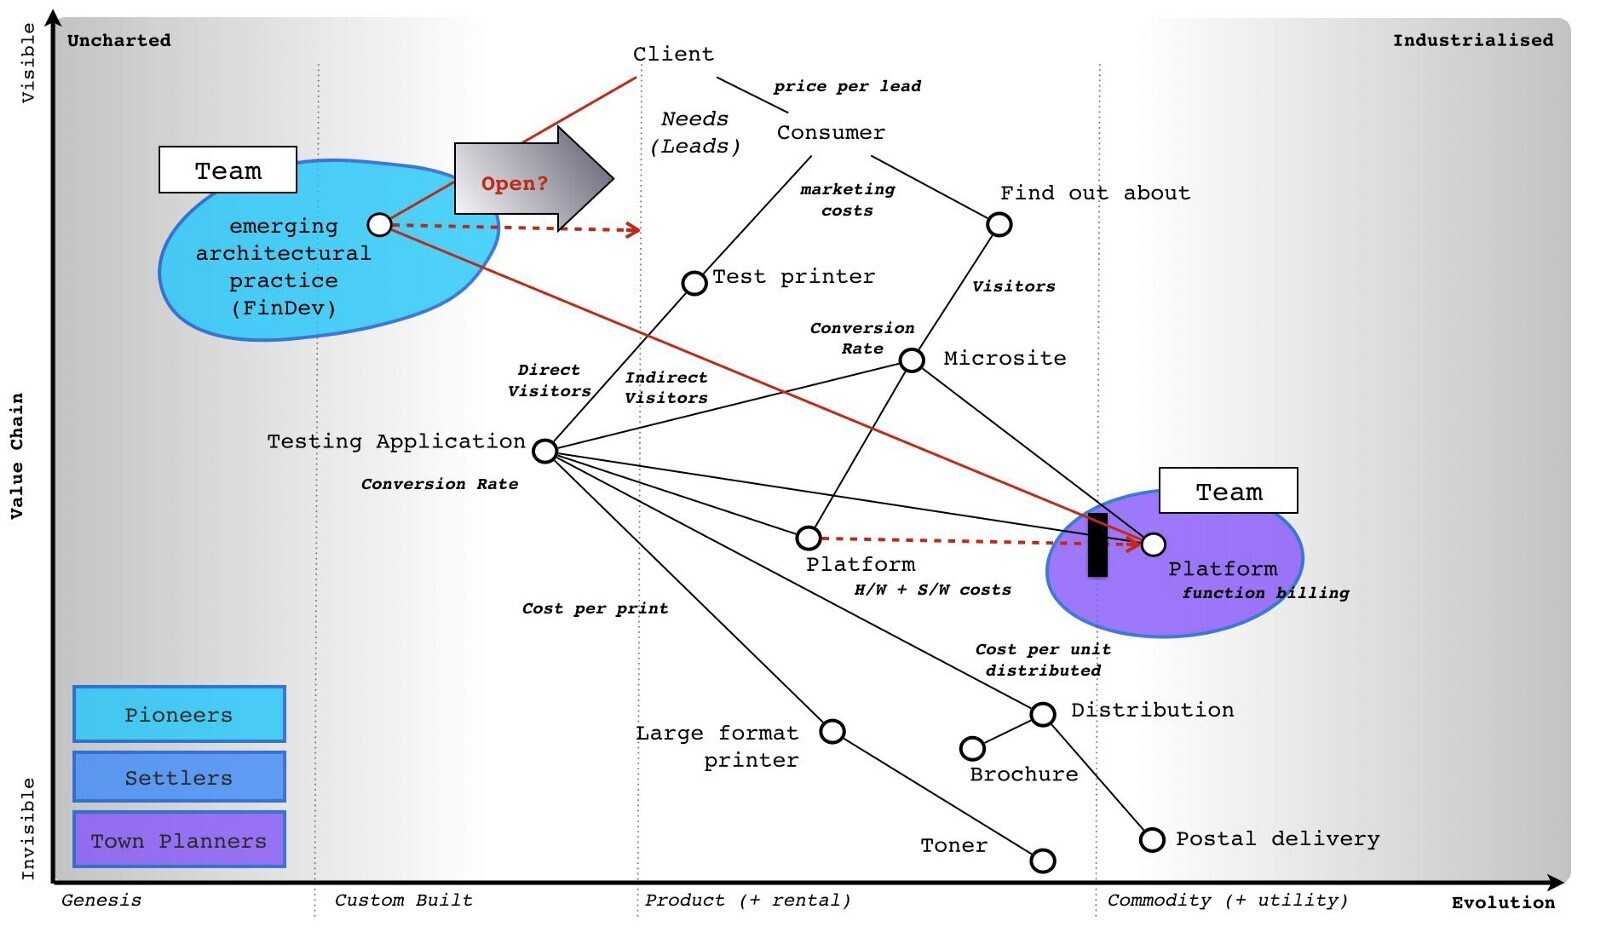 Visible
Uncharted
Industrialised
Client
price per lead
Needs
(Leads)
Consumer
Team
Open?
marketing
costs
Find out about
emerging
architectural
practice
(FinDev)
Test printer
Visitors
Conversion
Rate
Microsite
Direct
Visitors
Indirect
Visitors
Value Chain
Testing Application
Conversion Rate
Team
Platform
Platform
H/W + S/W costs
function billing
Cost per print
Cost per unit
distributed
Pioneers
Settlers
Town Planners
Distribution
Large format
printer
Brochure
Toner
Postal delivery
Invisible
Genesis
Custom Built
Product (+ rental)
Commodity (+ utility)
Evolution